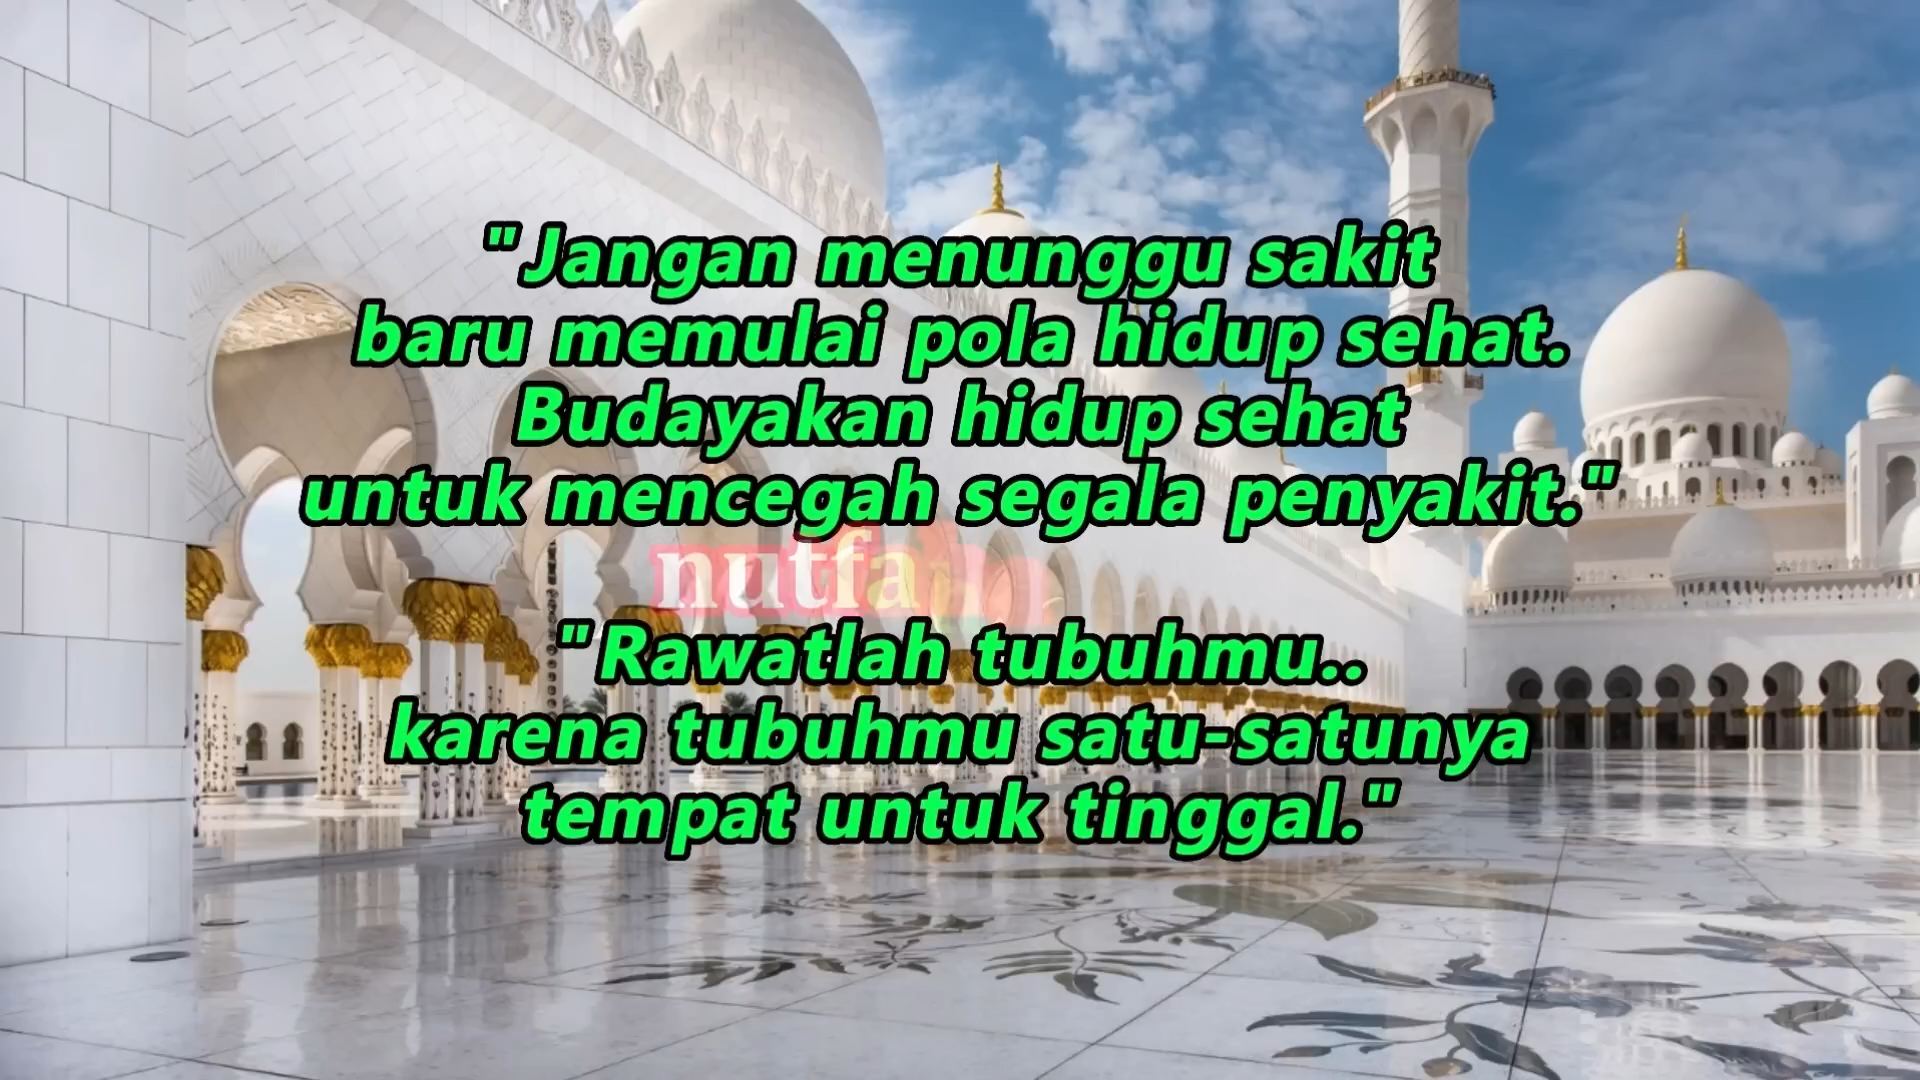 "Jangan menunggu sakit
baru memulai pola hidup sehat.
Budayakan hidup sehat
untuk mencegah segala penyakit."
nutfa
"Rawatlah tubuhmu..
karena tubuhmu satu-satunya
tempat untuk tinggal."